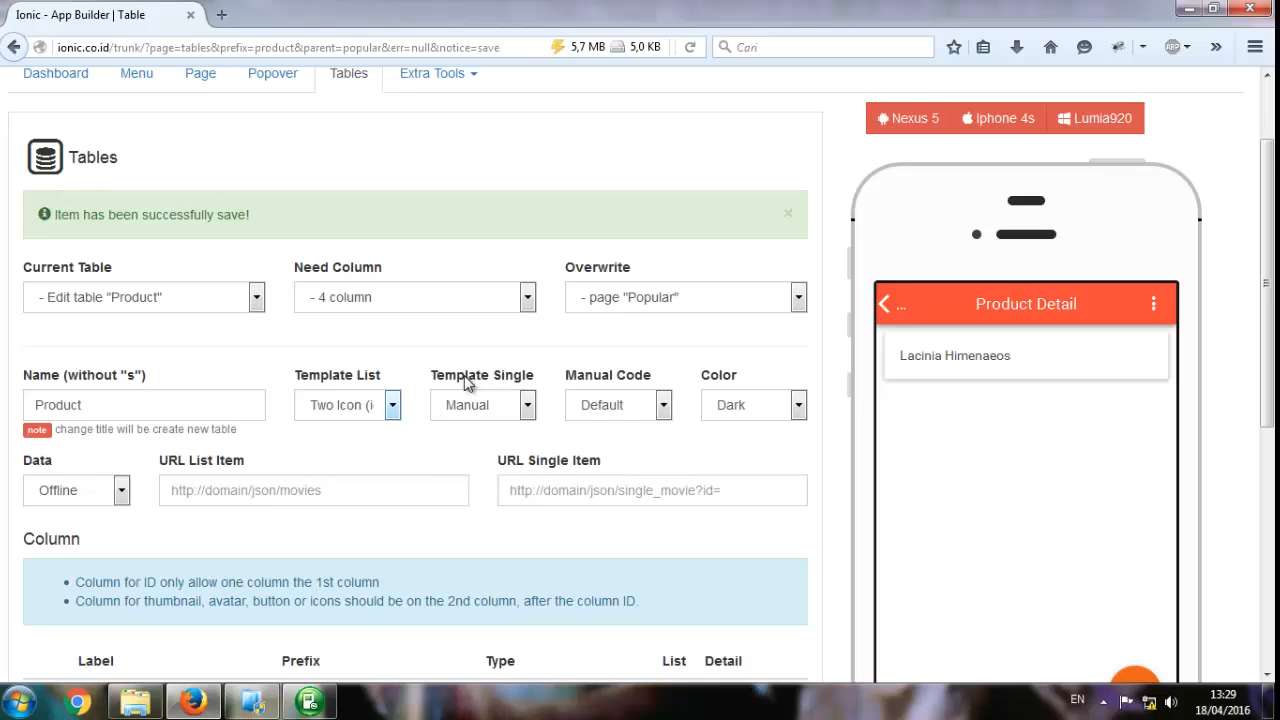 Ionic - App Builder | Table
ionic.co.id/trunk/?page=tables&prefix=product&parent=popular&err=null&notice=save
5,7 MB
5,0 KB
Cari
ABP
Dashboard
Menu
Page
Popover
Tables
Extra Tools
Nexus 5
Iphone 4s
Lumia920
Tables
Item has been successfully save!
×
Current Table
Need Column
Overwrite
- Edit table "Product"
- 4 column
- page "Popular"
... Product Detail
Lacinia Himenaeos
Name (without "s")
Template List
Template Single
Manual Code
Color
Product
Two Icon (i
Manual
Default
Dark
note change title will be create new table
Data
URL List Item
URL Single Item
Offline
http://domain/json/movies
http://domain/json/single_movie?id=
Column
• Column for ID only allow one column the 1st column
• Column for thumbnail, avatar, button or icons should be on the 2nd column, after the column ID.
Label
Prefix
Type
List
Detail
EN
13:29
18/04/2016